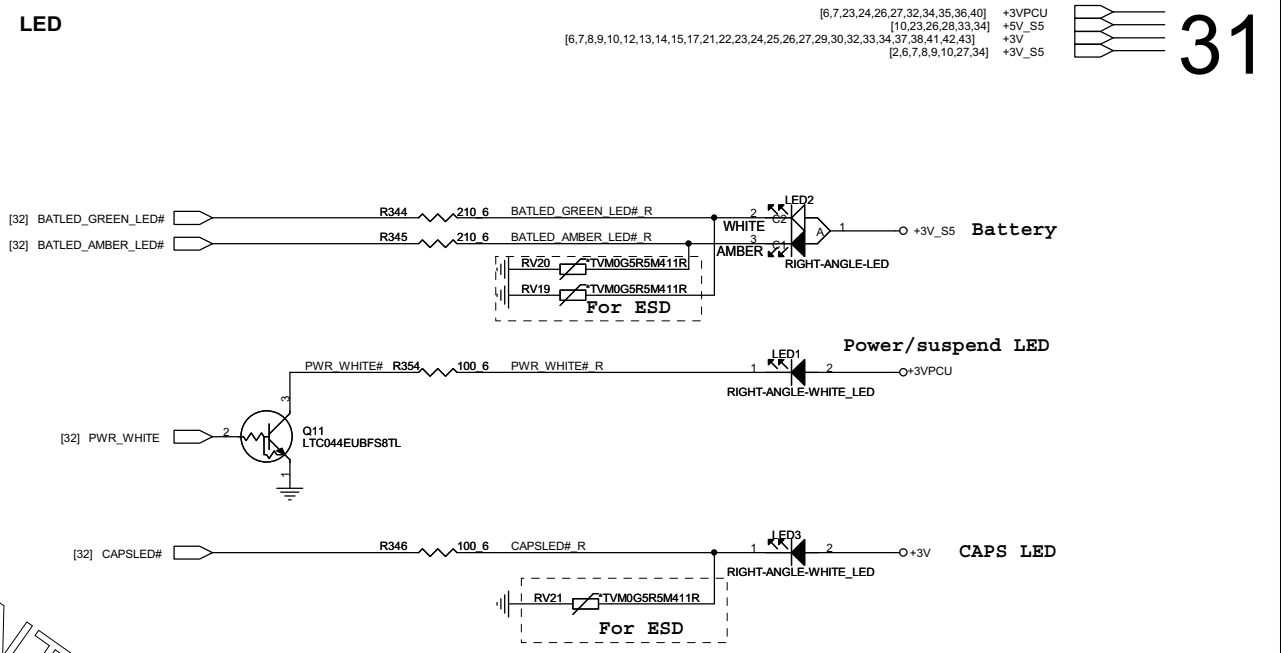 LED
[6,7,23,24,26,27,32,34,35,36,40] +3VPCU
[10,23,26,28,33,34] +5V_S5
[6,7,8,9,10,12,13,14,15,17,21,22,23,24,25,26,27,29,30,32,33,34,37,38,41,42,43] +3V
[2,6,7,8,9,10,27,34] +3V_S5
31
LED2
[32] BATLED_GREEN_LED# R344 210_6 BATLED_GREEN_LED#_R 2 C2
WHITE
A 1 +3V_S5 Battery
[32] BATLED_AMBER_LED# R345 210_6 BATLED_AMBER_LED#_R 3 C1
AMBER
RIGHT-ANGLE-LED
RV20 *TVM0G5R5M411R
RV19 *TVM0G5R5M411R
For ESD
Power/suspend LED
LED1
PWR_WHITE# R354 100_6 PWR_WHITE#_R 1 2 +3VPCU
RIGHT-ANGLE-WHITE_LED
3
[32] PWR_WHITE 2 Q11
LTC044EUBFS8TL
1
LED3
[32] CAPSLED# R346 100_6 CAPSLED#_R 1 2 +3V CAPS LED
RIGHT-ANGLE-WHITE_LED
RV21 *TVM0G5R5M411R
For ESD